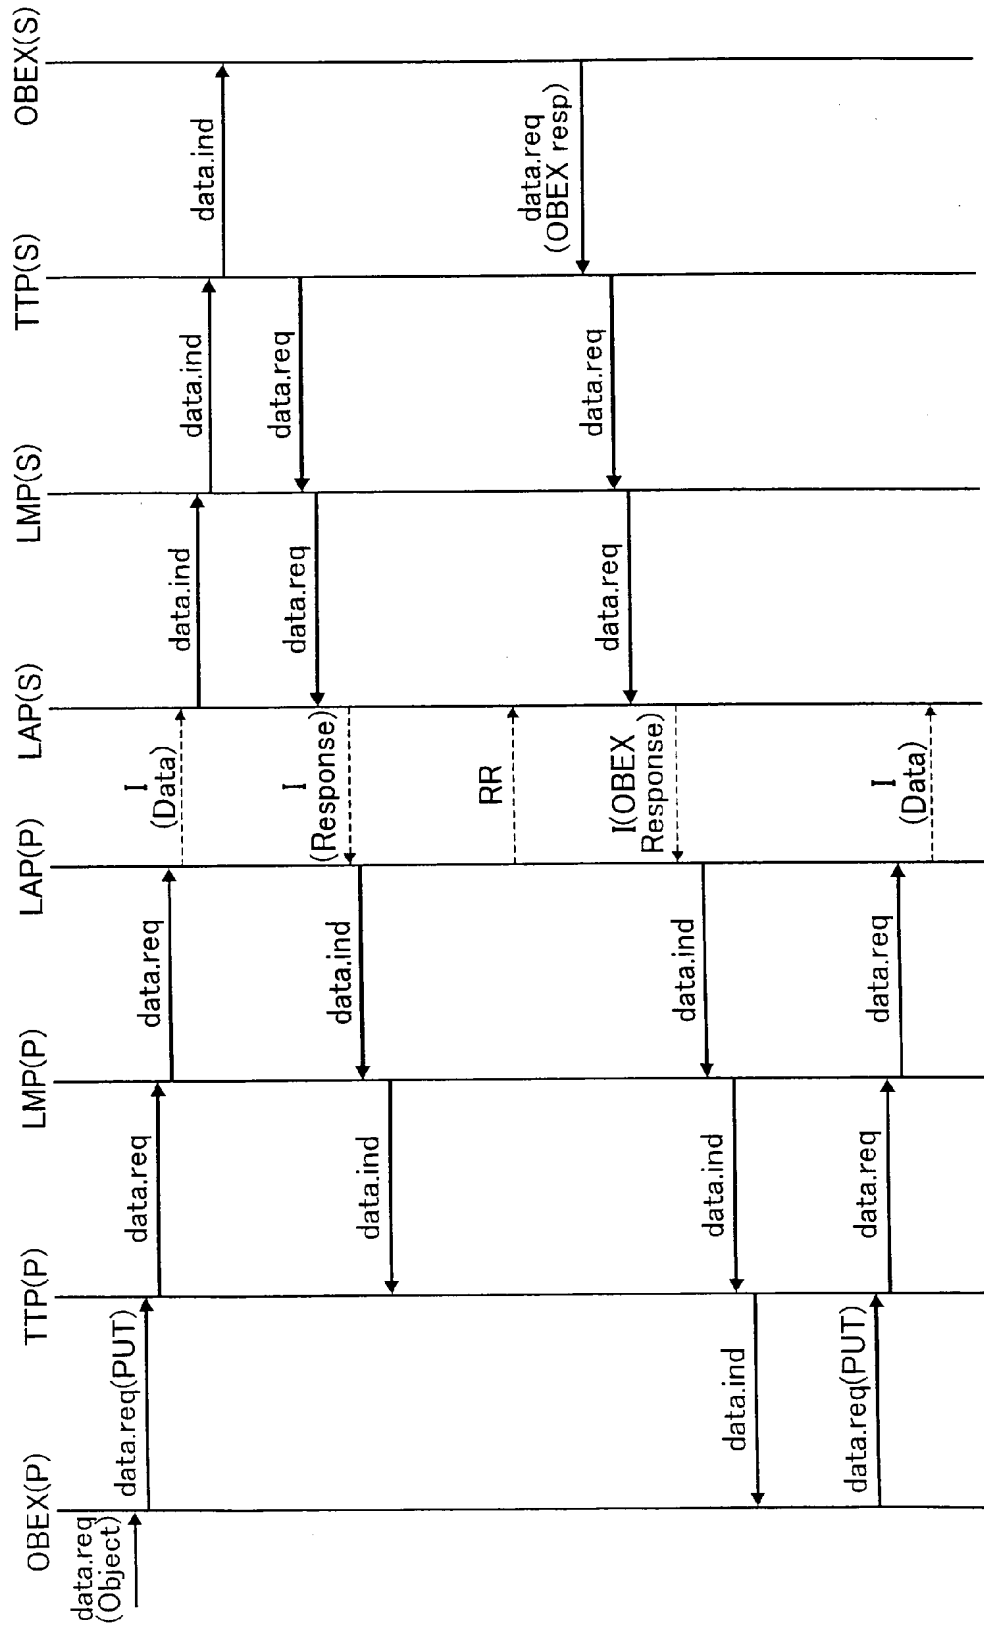 OBEX(P)
TTP(P)
LMP(P)
LAP(P)
LAP(S)
LMP(S)
TTP(S)
OBEX(S)
data.req
(Object)
data.req(PUT)
data.req
data.req
I
(Data)
data.ind
data.ind
data.ind
data.req
data.req
I
(Response)
data.ind
data.ind
RR
data.req
(OBEX resp)
data.req
data.req
I(OBEX
Response)
data.ind
data.ind
data.ind
data.req(PUT)
data.req
data.req
I
(Data)